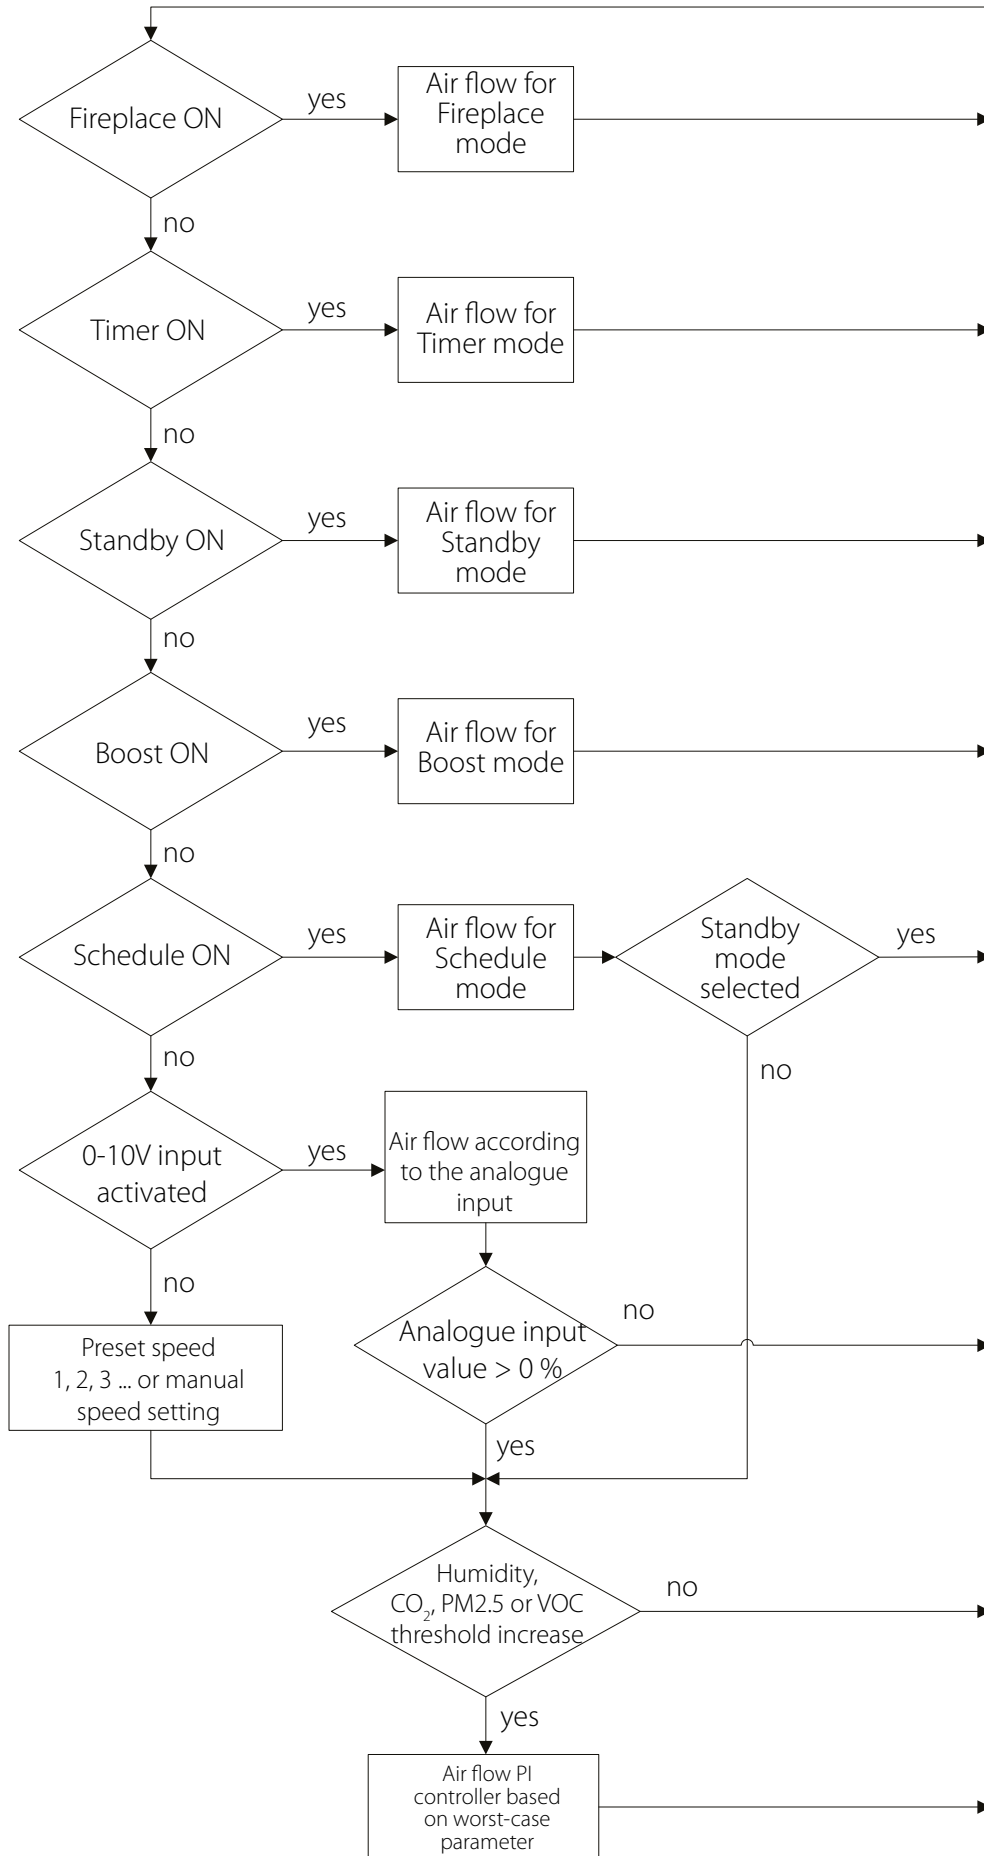 Fireplace ON
yes
Air flow for
Fireplace
mode
no
Timer ON
yes
Air flow for
Timer mode
no
Standby ON
yes
Air flow for
Standby
mode
no
Boost ON
yes
Air flow for
Boost mode
no
Schedule ON
yes
Air flow for
Schedule
mode
Standby
mode
selected
yes
no
no
0-10V input
activated
yes
Air flow according
to the analogue
input
no
Preset speed
1, 2, 3 ... or manual
speed setting
Analogue input
value > 0 %
no
yes
Humidity,
CO₂, PM2.5 or VOC
threshold increase
no
yes
Air flow PI
controller based
on worst-case
parameter